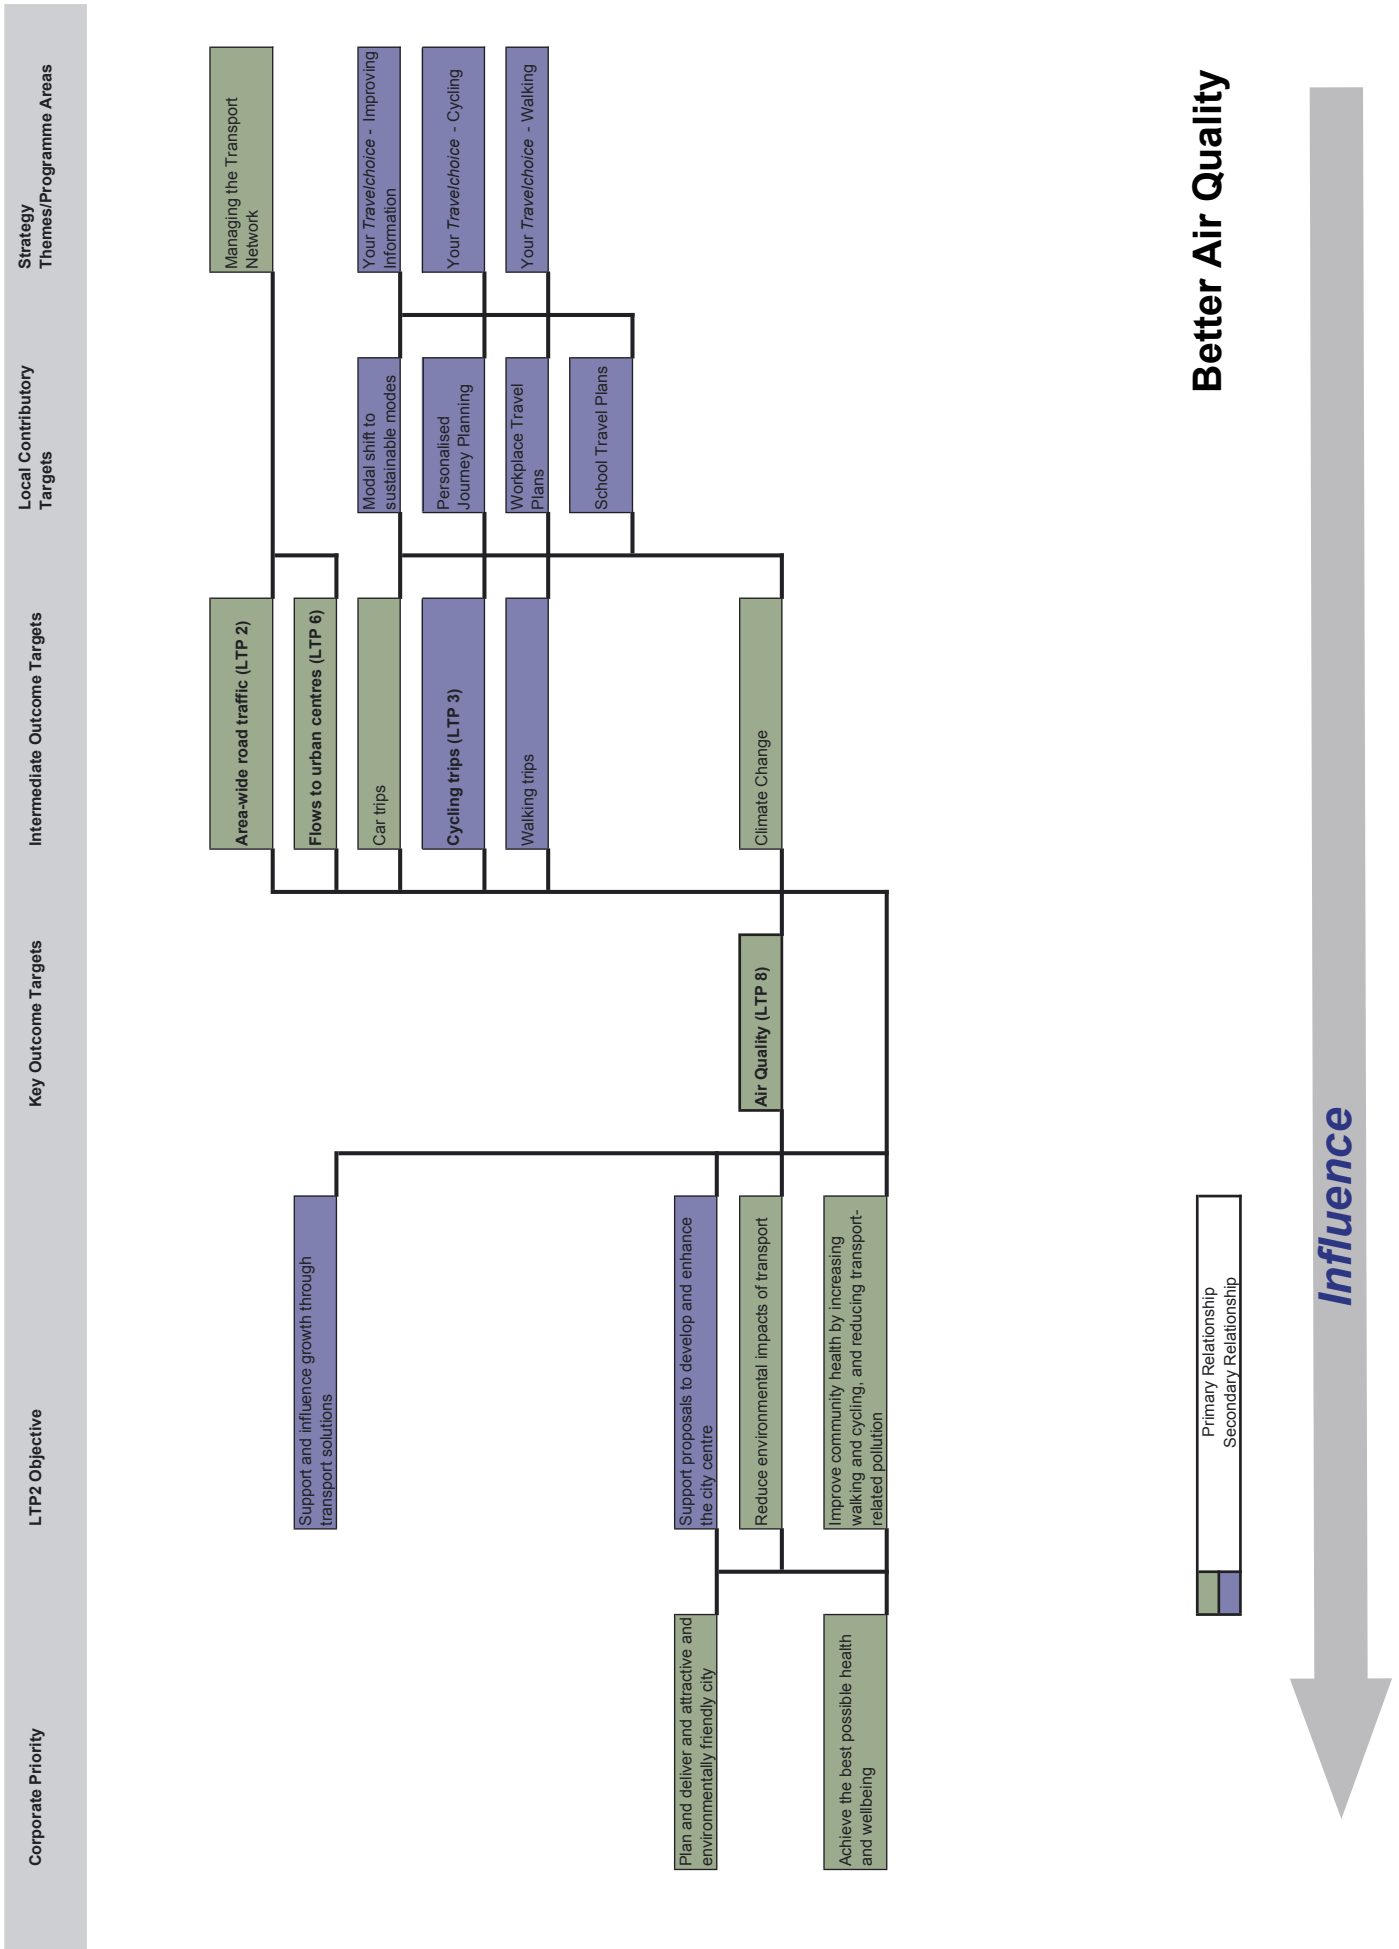 Corporate Priority
LTP2 Objective
Key Outcome Targets
Intermediate Outcome Targets
Local Contributory
Targets
Strategy
Themes/Programme Areas
Managing the Transport
Network
Area-wide road traffic (LTP 2)
Support and influence growth through
transport solutions
Flows to urban centres (LTP 6)
Car trips
Modal shift to
sustainable modes
Your Travelchoice - Improving
Information
Cycling trips (LTP 3)
Personalised
Journey Planning
Your Travelchoice - Cycling
Walking trips
Workplace Travel
Plans
Your Travelchoice - Walking
School Travel Plans
Plan and deliver and attractive and
environmentally friendly city
Support proposals to develop and enhance
the city centre
Reduce environmental impacts of transport
Air Quality (LTP 8)
Climate Change
Achieve the best possible health
and wellbeing
Improve community health by increasing
walking and cycling, and reducing transport-
related pollution
Primary Relationship
Secondary Relationship
Better Air Quality
Influence